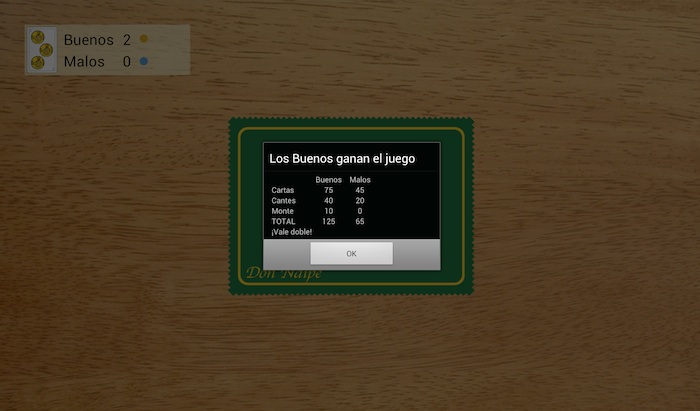 Buenos 2
Malos 0
Los Buenos ganan el juego
Buenos Malos
Cartas 75 45
Cantes 40 20
Monte 10 0
TOTAL 125 65
¡Vale doble!
OK
Don Naipe